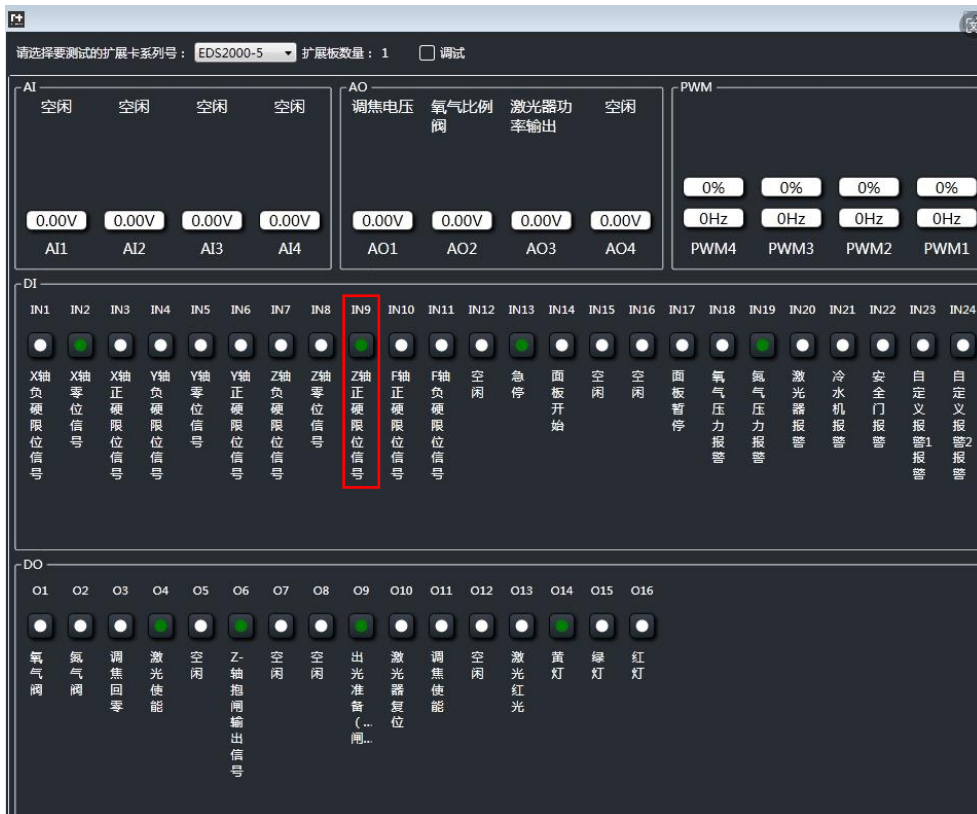 请选择要测试的扩展卡系列号： EDS2000-5 扩展板数量： 1 调试
AI
空闲 空闲 空闲 空闲
0.00V 0.00V 0.00V 0.00V
AI1 AI2 AI3 AI4
AO
调焦电压 氧气比例阀 激光器功率输出 空闲
0.00V 0.00V 0.00V 0.00V
AO1 AO2 AO3 AO4
PWM
0% 0% 0% 0%
0Hz 0Hz 0Hz 0Hz
PWM4 PWM3 PWM2 PWM1
DI
IN1 IN2 IN3 IN4 IN5 IN6 IN7 IN8 IN9 IN10 IN11 IN12 IN13 IN14 IN15 IN16 IN17 IN18 IN19 IN20 IN21 IN22 IN23 IN24
X轴负硬限位信号
X轴零位信号
X轴正硬限位信号
Y轴负硬限位信号
Y轴零位信号
Y轴正硬限位信号
Z轴负硬限位信号
Z轴零位信号
Z轴正硬限位信号
F轴正硬限位信号
F轴负硬限位信号
空闲
急停
面板开始
空闲
空闲
面板暂停
氧气压力报警
氮气压力报警
激光器报警
冷水机报警
安全门报警
自定义报警1报警
自定义报警2报警
DO
O1 O2 O3 O4 O5 O6 O7 O8 O9 O10 O11 O12 O13 O14 O15 O16
氧气阀
氮气阀
调焦回零
激光使能
空闲
Z-轴抱闸输出信号
空闲
空闲
出光准备（...闸...
激光器复位
调焦使能
空闲
激光红光
黄灯
绿灯
红灯